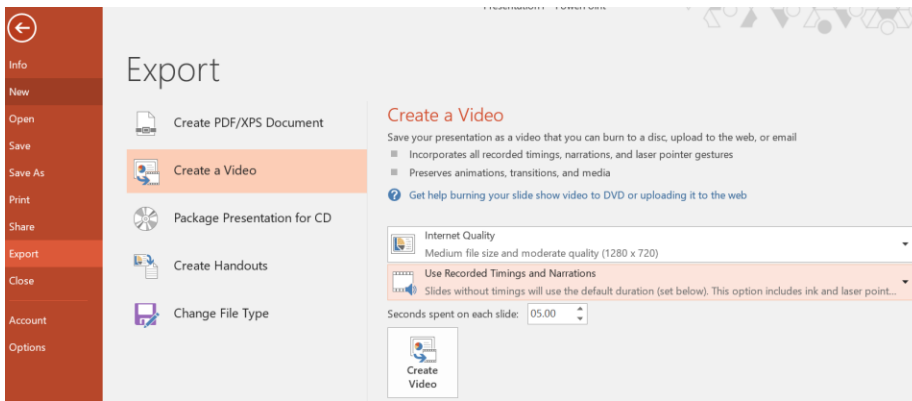 Info
New
Open
Save
Save As
Print
Share
Export
Close
Account
Options
Export
Create PDF/XPS Document
Create a Video
Package Presentation for CD
Create Handouts
Change File Type
Create a Video
Save your presentation as a video that you can burn to a disc, upload to the web, or email
Incorporates all recorded timings, narrations, and laser pointer gestures
Preserves animations, transitions, and media
Get help burning your slide show video to DVD or uploading it to the web
Internet Quality
Medium file size and moderate quality (1280 x 720)
Use Recorded Timings and Narrations
Slides without timings will use the default duration (set below). This option includes ink and laser point...
Seconds spent on each slide: 05.00
Create
Video